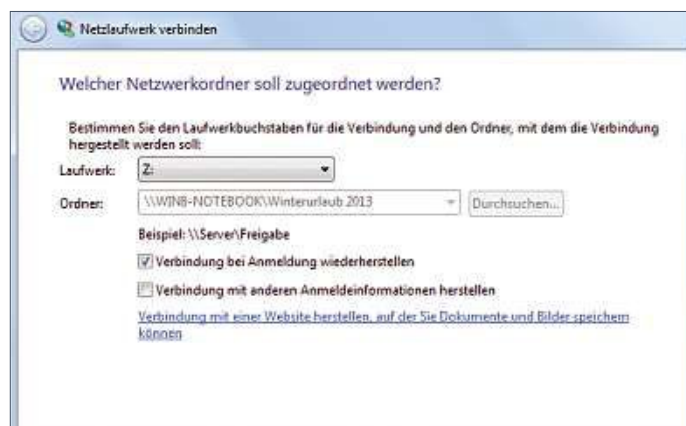 Netzlaufwerk verbinden
Welcher Netzwerkordner soll zugeordnet werden?
Bestimmen Sie den Laufwerkbuchstaben für die Verbindung und den Ordner, mit dem die Verbindung
hergestellt werden soll:
Laufwerk: Z:
Ordner: \\WIN8-NOTEBOOK\Winterurlaub 2013 Durchsuchen...
Beispiel: \\Server\Freigabe
Verbindung bei Anmeldung wiederherstellen
Verbindung mit anderen Anmeldeinformationen herstellen
Verbindung mit einer Website herstellen, auf der Sie Dokumente und Bilder speichern
können